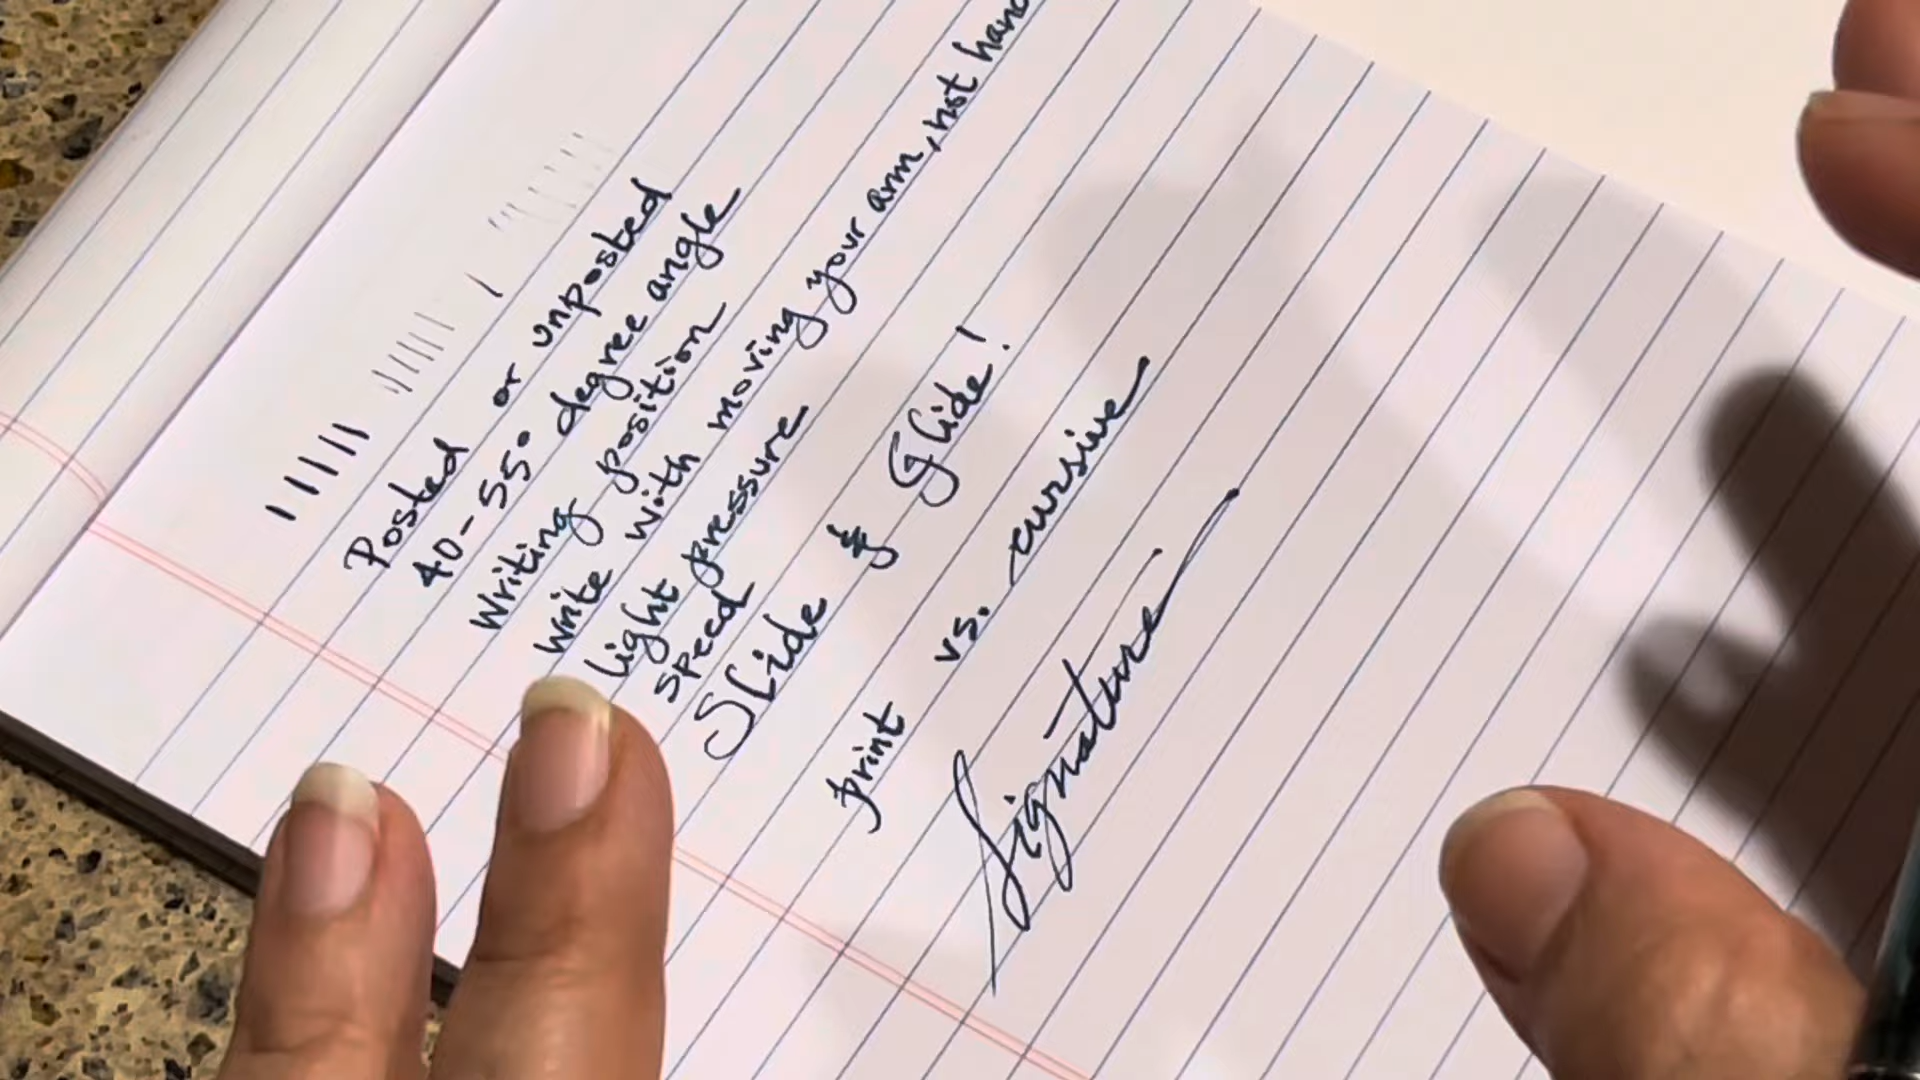 Posted or unposted
40-55° degree angle
Writing position
Write with moving your arm, not hand
light pressure
speed
Slide & Glide!
print vs. cursive
Signature